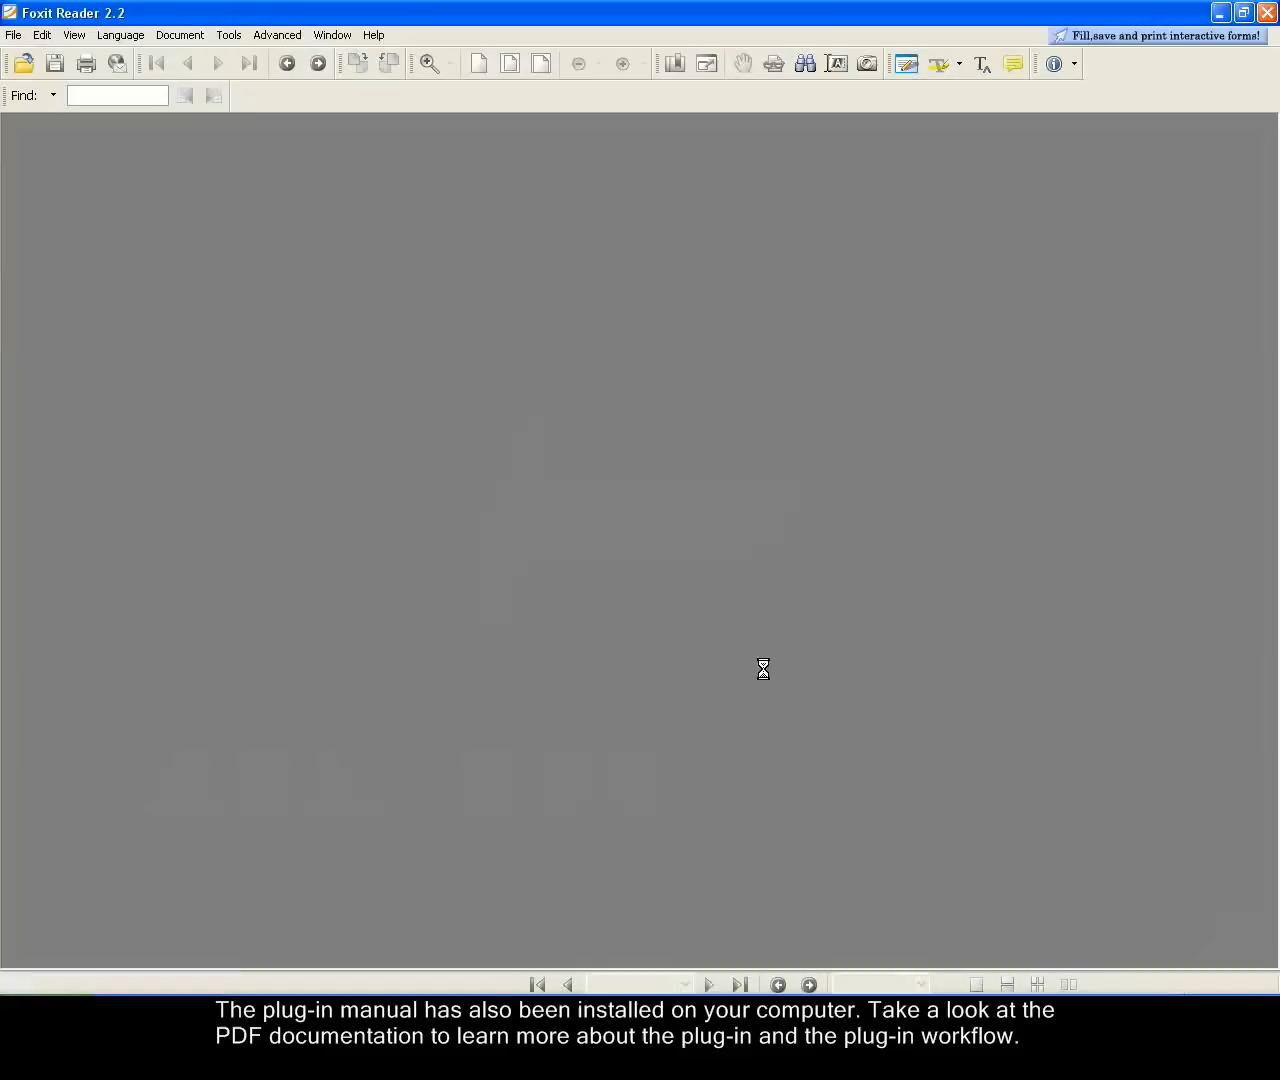 Foxit Reader 2.2
File Edit View Language Document Tools Advanced Window Help
Fill,save and print interactive forms!
Find:
The plug-in manual has also been installed on your computer. Take a look at the
PDF documentation to learn more about the plug-in and the plug-in workflow.